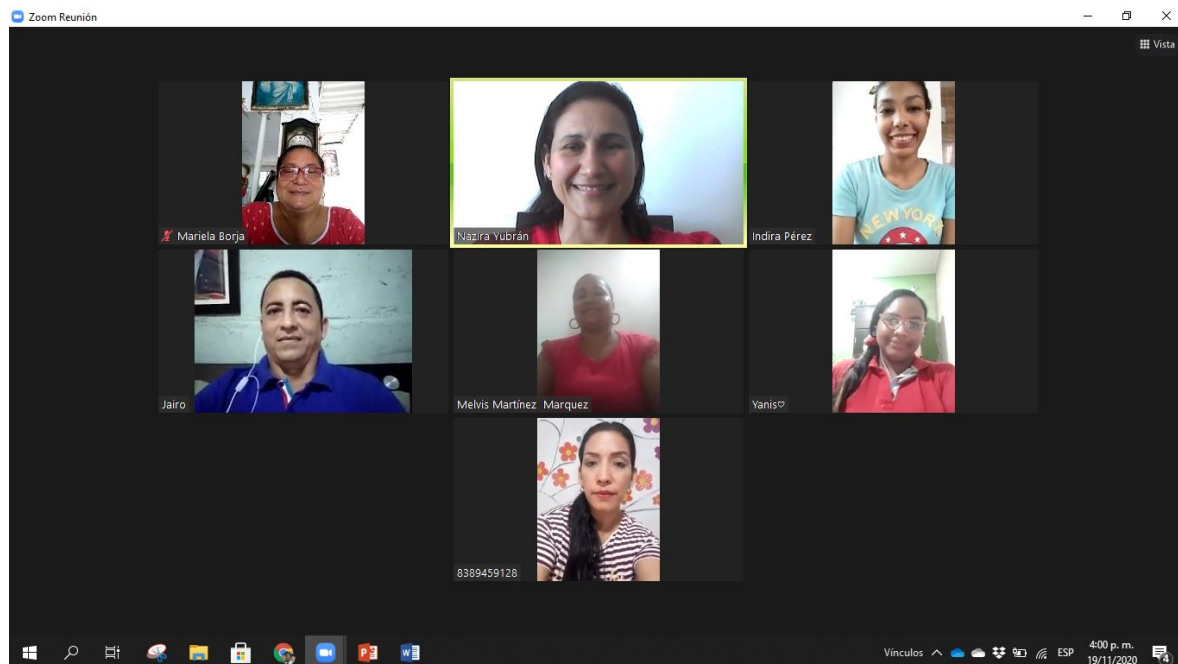 Zoom Reunión
Vista
Mariela Borja
Nazira Yubrán
Indira Pérez
NEW YORK
Jairo
Melvis Martínez Marquez
Yanis♡
8389459128
Vínculos
ESP
4:00 p. m.
19/11/2020
4